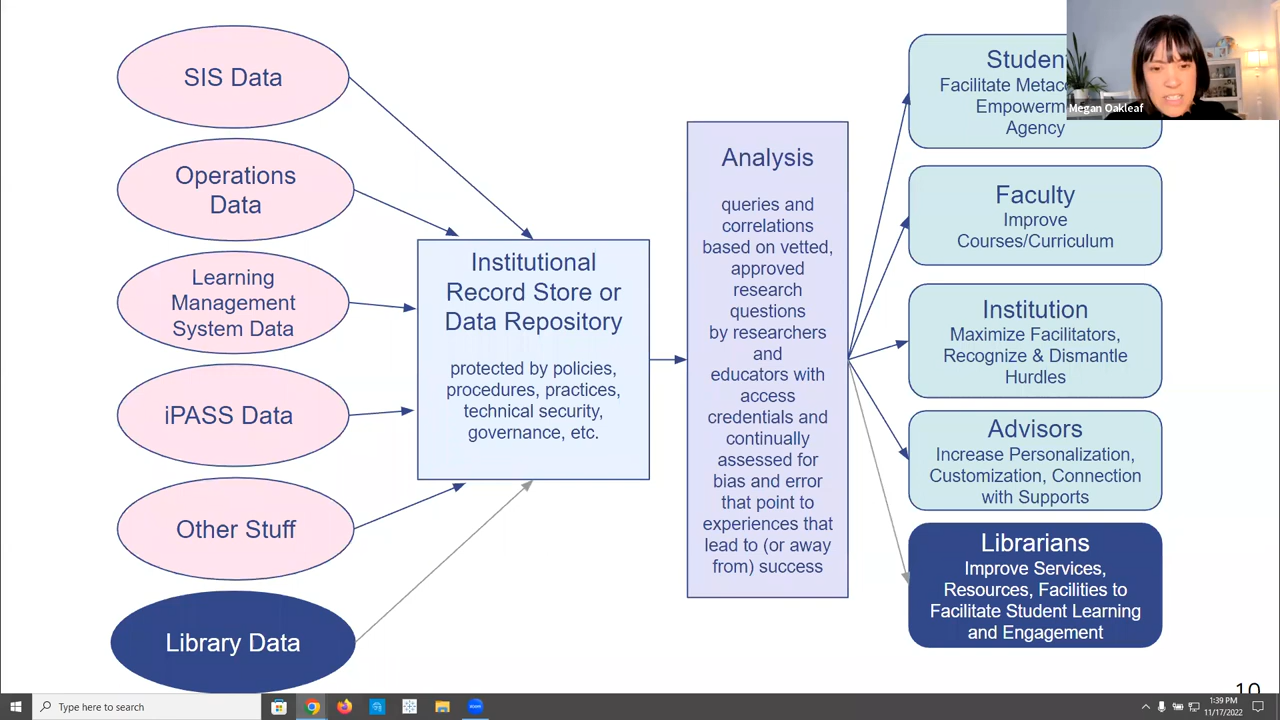 SIS Data
Operations
Data
Learning
Management
System Data
iPASS Data
Other Stuff
Library Data
Institutional
Record Store or
Data Repository
protected by policies,
procedures, practices,
technical security,
governance, etc.
Analysis
queries and
correlations
based on vetted,
approved
research
questions
by researchers
and
educators with
access
credentials and
continually
assessed for
bias and error
that point to
experiences that
lead to (or away
from) success
Facilitate
Agency
Faculty
Improve
Courses/Curriculum
Institution
Maximize Facilitators,
Recognize & Dismantle
Hurdles
Advisors
Increase Personalization,
Customization, Connection
with Supports
Librarians
Improve Services,
Resources, Facilities to
Facilitate Student Learning
and Engagement
Megan Oakleaf
10
Type here to search
1:39 PM
11/17/2022